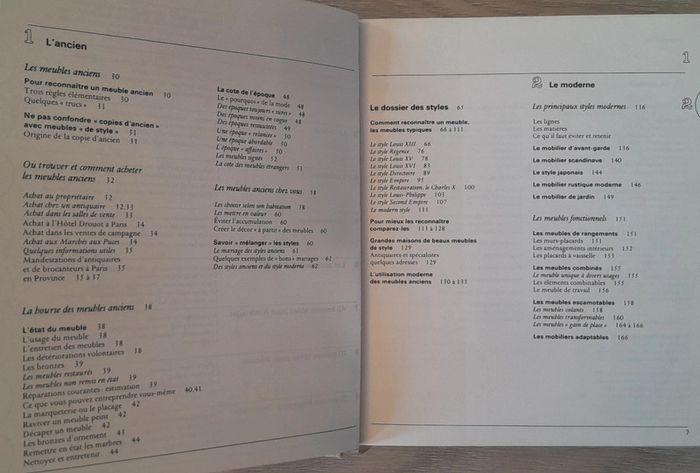 1
L'ancien
Les meubles anciens 30
Pour reconnaître un meuble ancien 30
Trois règles élémentaires 30
Quelques « trucs » 31
Ne pas confondre « copies d'ancien »
avec meubles « de style » 31
Origine de la copie d'ancien 31
Où trouver et comment acheter
les meubles anciens 32
Achat au propriétaire 32
Achat chez un antiquaire 32-33
Achat dans les salles de vente 33
Achat à l'Hôtel Drouot à Paris 34
Achat dans les ventes de campagne 34
Achat aux Marchés aux Puces 34
Quelques informations utiles 35
Manifestations d'antiquaires
et de brocanteurs à Paris 35
en Province 35 à 37
La bourse des meubles anciens 38
L'état du meuble 38
L'usage du meuble 38
L'entretien des meubles 38
Les détériorations volontaires 38
Les bronzes 39
Les meubles restaurés 39
Les meubles non remis en état 39
Réparations courantes : estimation 39
Ce que vous pouvez entreprendre vous-même 40,41
La marqueterie ou le placage 42
Raviver un meuble peint 42
Décaper un meuble 42
Les bronzes d'ornement 43
Remettre en état les marbres 44
Nettoyer et entretenir 44
La cote de l'époque 48
Le « pourquoi » de la mode 48
Des époques toujours « sûres » 48
Des époques moins en vogue 48
Des époques ressuscitées 49
Une époque « relancée » 50
Une époque abordable 50
L'époque « affaires » 50
Les meubles signés 52
La cote des meubles étrangers 51
Les meubles anciens chez vous 58
Les choisir selon son habitation 58
Les mettre en valeur 60
Éviter l'accumulation 60
Créer le décor « à partir » des meubles 60
Savoir « mélanger » les styles 60
Le mariage des styles anciens 61
Quelques exemples de « bons » mariages 62
Des styles anciens et du style moderne 62
1
Le dossier des styles 65
Comment reconnaître un meuble,
les meubles typiques 66 à 111
Le style Louis XIII 66
Le style Régence 76
Le style Louis XV 78
Le style Louis XVI 83
Le style Directoire 89
Le style Empire 95
Le style Restauration, le Charles X 100
Le style Louis-Philippe 103
Le style Second Empire 107
Le modern style 111
Pour mieux les reconnaître
comparez-les 111 à 128
Grandes maisons de beaux meubles
de style 129
Antiquaires et spécialistes
quelques adresses 129
L'utilisation moderne
des meubles anciens 130 à 133
2
Le moderne
2
Les principaux styles modernes 116
Les lignes
Les matières
Ce qu'il faut éviter et retenir
Le mobilier d'avant-garde 136
Le mobilier scandinave 140
Le style japonais 144
Le mobilier rustique moderne 146
Le mobilier de jardin 149
Les meubles fonctionnels 151
Les meubles de rangements 151
Les murs-placards 151
Les aménagements intérieurs 152
Les placards à vaisselle 153
Les meubles combinés 155
Le meuble unique à divers usages 155
Les éléments combinables 155
Le meuble de travail 156
Les meubles escamotables 158
Les meubles volants 158
Les meubles transformables 160
Les meubles « gain de place » 164 à 166
Les mobiliers adaptables 166
7